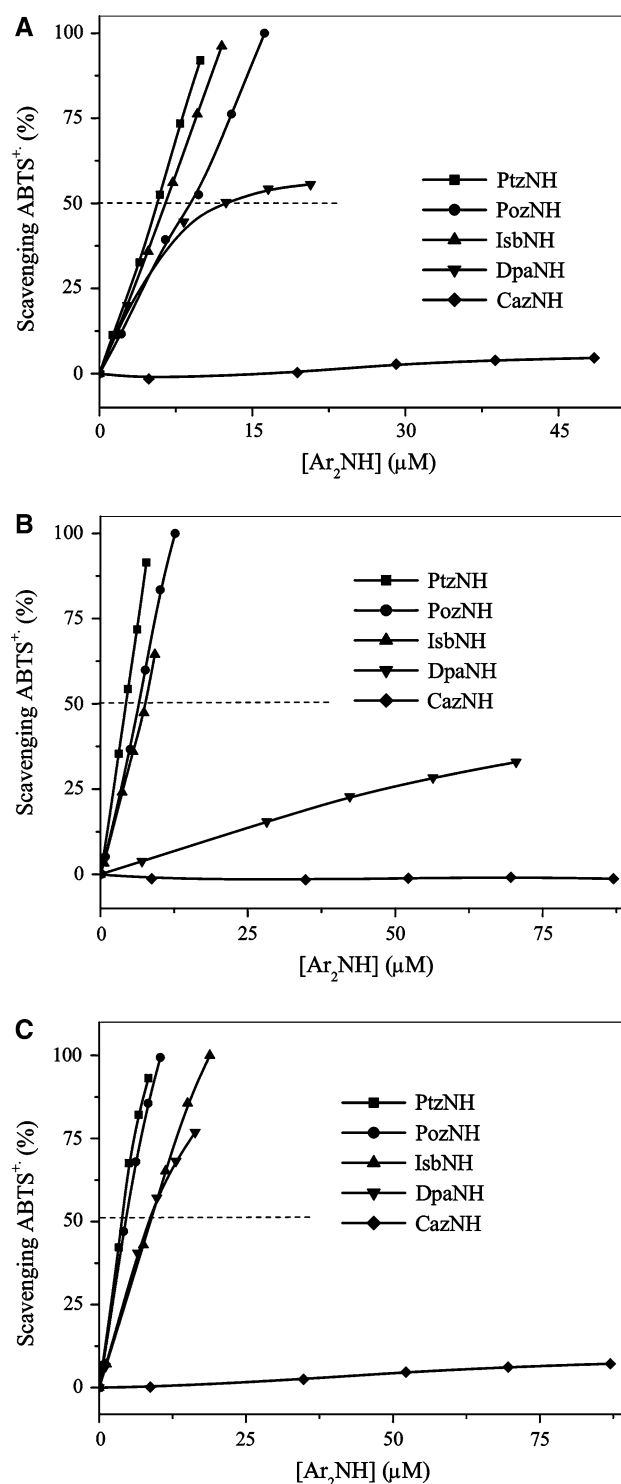 A
Scavenging ABTS⁺· (%)
100
75
50
25
0
PtzNH
PozNH
IsbNH
DpaNH
CazNH
0 15 30 45
[Ar₂NH] (μM)
B
Scavenging ABTS⁺· (%)
100
75
50
25
0
PtzNH
PozNH
IsbNH
DpaNH
CazNH
0 25 50 75
[Ar₂NH] (μM)
C
Scavenging ABTS⁺· (%)
100
75
50
25
0
PtzNH
PozNH
IsbNH
DpaNH
CazNH
0 25 50 75
[Ar₂NH] (μM)